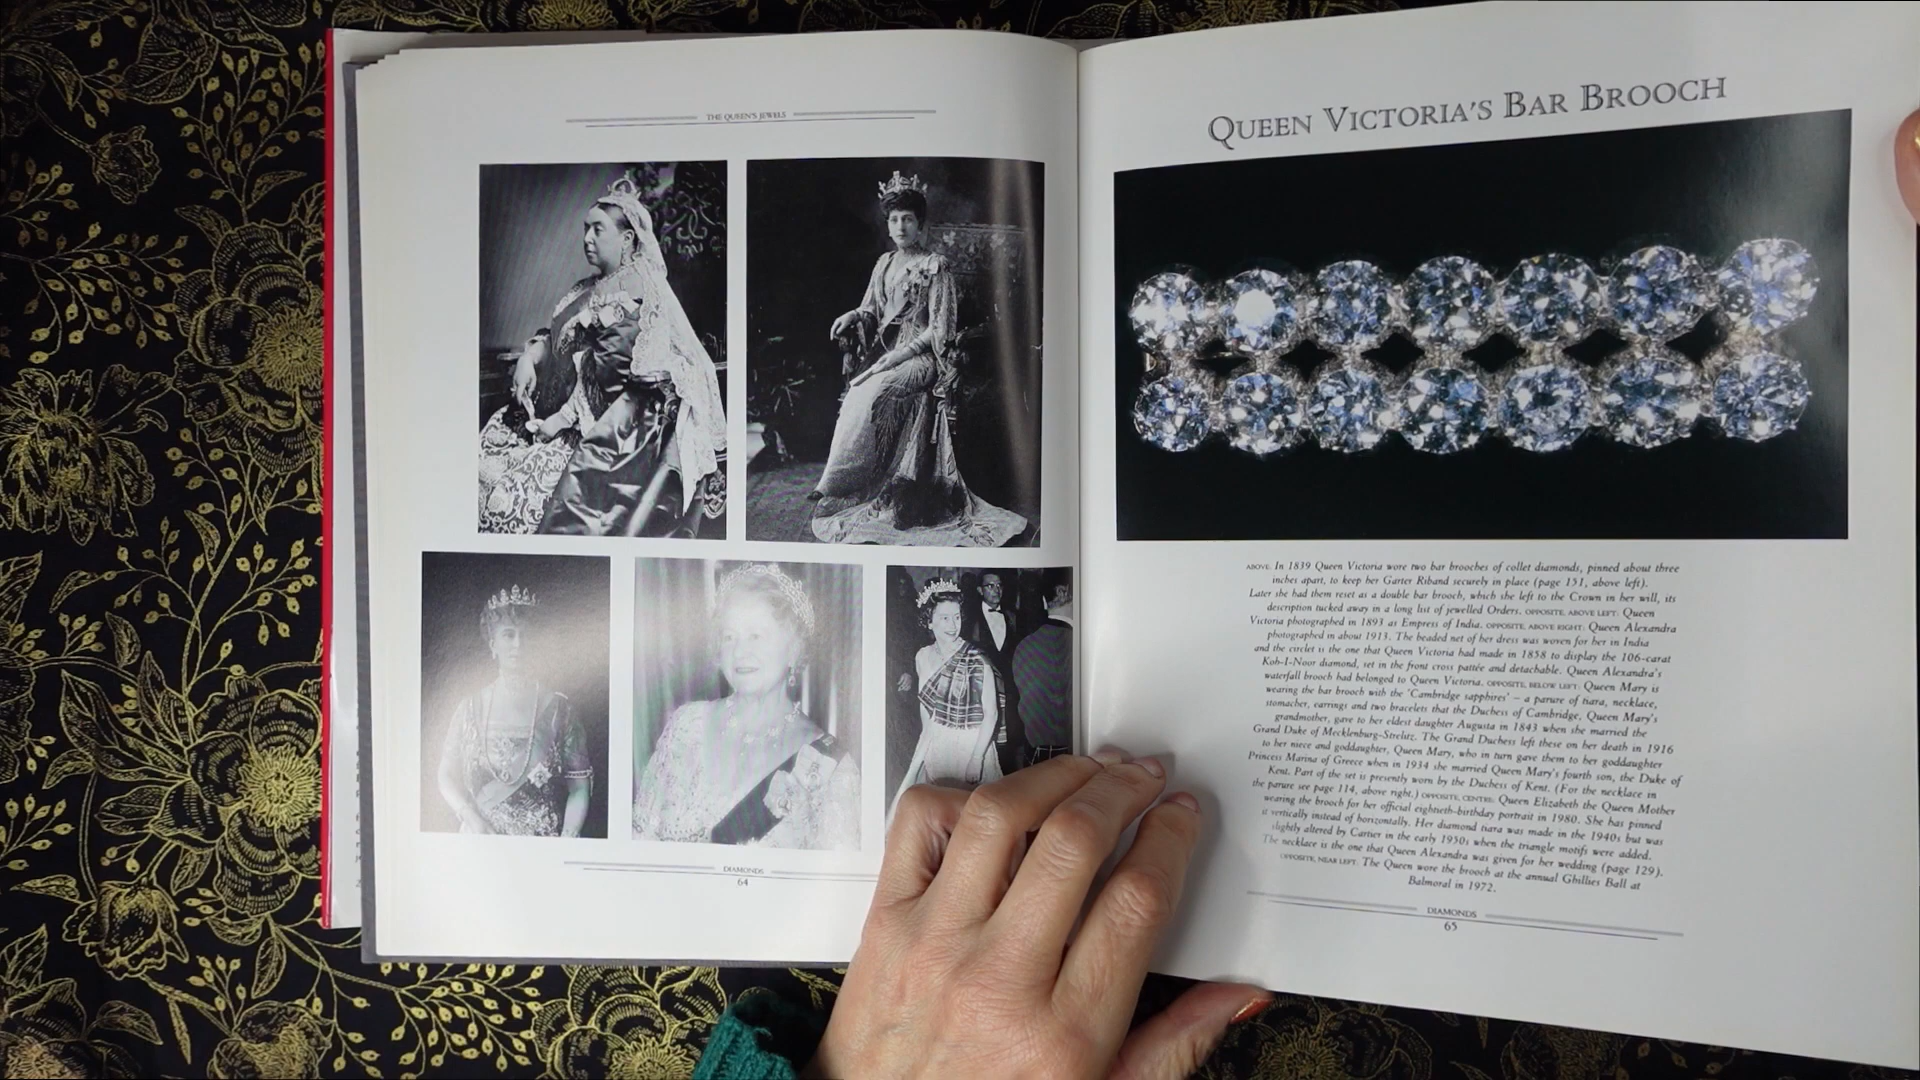 THE QUEEN'S JEWELS
DIAMONDS
64
QUEEN VICTORIA'S BAR BROOCH
ABOVE: In 1839 Queen Victoria wore two bar brooches of collet diamonds, pinned about three
inches apart, to keep her Garter Riband securely in place (page 151, above left).
Later she had them reset as a double bar brooch, which she left to the Crown in her will, its
description tucked away in a long list of jewelled Orders. OPPOSITE, ABOVE LEFT: Queen
Victoria photographed in 1893 as Empress of India. OPPOSITE, ABOVE RIGHT: Queen Alexandra
photographed in about 1913. The beaded net of her dress was woven for her in India
and the circlet is the one that Queen Victoria had made in 1858 to display the 106-carat
Koh-I-Noor diamond, set in the front cross pattée and detachable. Queen Alexandra's
waterfall brooch had belonged to Queen Victoria. OPPOSITE, BELOW LEFT: Queen Mary is
wearing the bar brooch with the 'Cambridge sapphires' – a parure of tiara, necklace,
stomacher, earrings and two bracelets that the Duchess of Cambridge, Queen Mary's
grandmother, gave to her eldest daughter Augusta in 1843 when she married the
Grand Duke of Mecklenburg-Strelitz. The Grand Duchess left these on her death in 1916
to her niece and goddaughter, Queen Mary, who in turn gave them to her goddaughter
Princess Marina of Greece when in 1934 she married Queen Mary's fourth son, the Duke of
Kent. Part of the set is presently worn by the Duchess of Kent. (For the necklace in
the parure see page 114, above right.) OPPOSITE, CENTRE: Queen Elizabeth the Queen Mother
wearing the brooch for her official eightieth-birthday portrait in 1980. She has pinned
it vertically instead of horizontally. Her diamond tiara was made in the 1940s but was
slightly altered by Cartier in the early 1950s when the triangle motifs were added.
The necklace is the one that Queen Alexandra was given for her wedding (page 129).
OPPOSITE, NEAR LEFT: The Queen wore the brooch at the annual Ghillies Ball at
Balmoral in 1972.
DIAMONDS
65